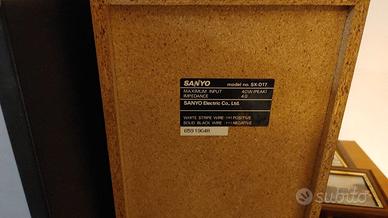 SANYO model no. SX-D17
MAXIMUM INPUT 40W(PEAK)
IMPEDANCE 4Ω
SANYO Electric Co., Ltd.
WHITE STRIPE WIRE (+) POSITIVE
SOLID BLACK WIRE (-) NEGATIVE
subito